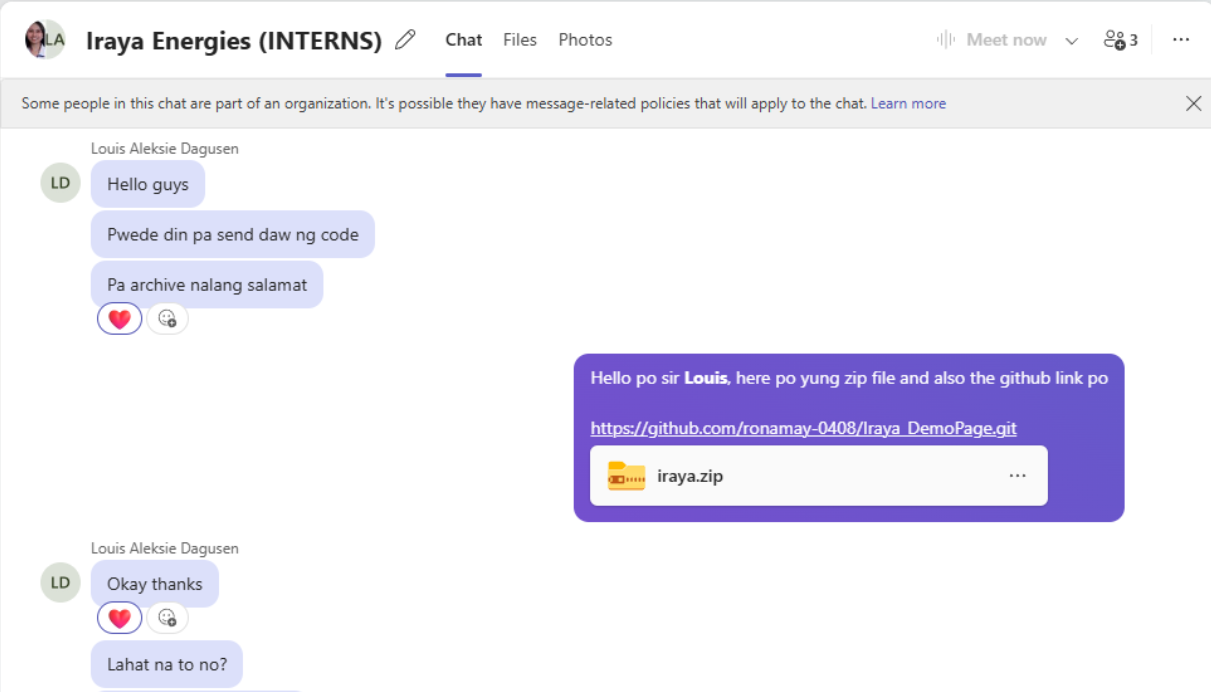 LA
Iraya Energies (INTERNS)
Chat
Files
Photos
Meet now
3
Some people in this chat are part of an organization. It's possible they have message-related policies that will apply to the chat. Learn more
Louis Aleksie Dagusen
LD
Hello guys
Pwede din pa send daw ng code
Pa archive nalang salamat
Hello po sir Louis, here po yung zip file and also the github link po
https://github.com/ronamay-0408/Iraya_DemoPage.git
iraya.zip
Louis Aleksie Dagusen
LD
Okay thanks
Lahat na to no?